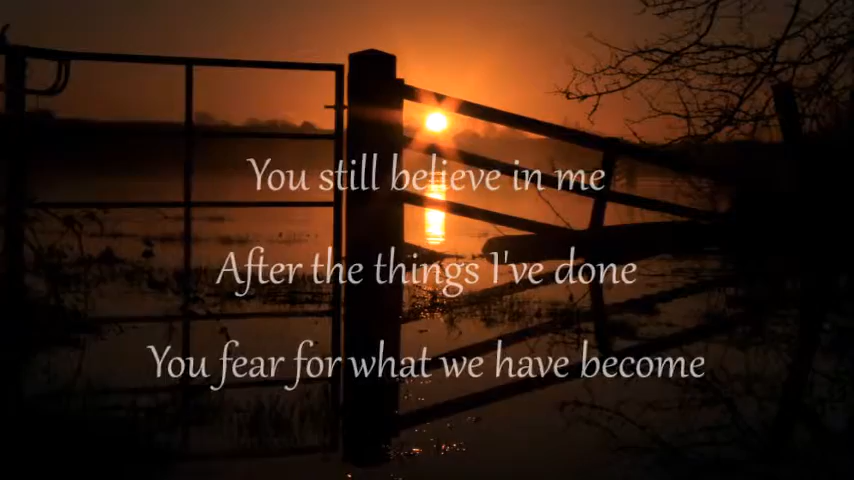 You still believe in me
After the things I've done
You fear for what we have become